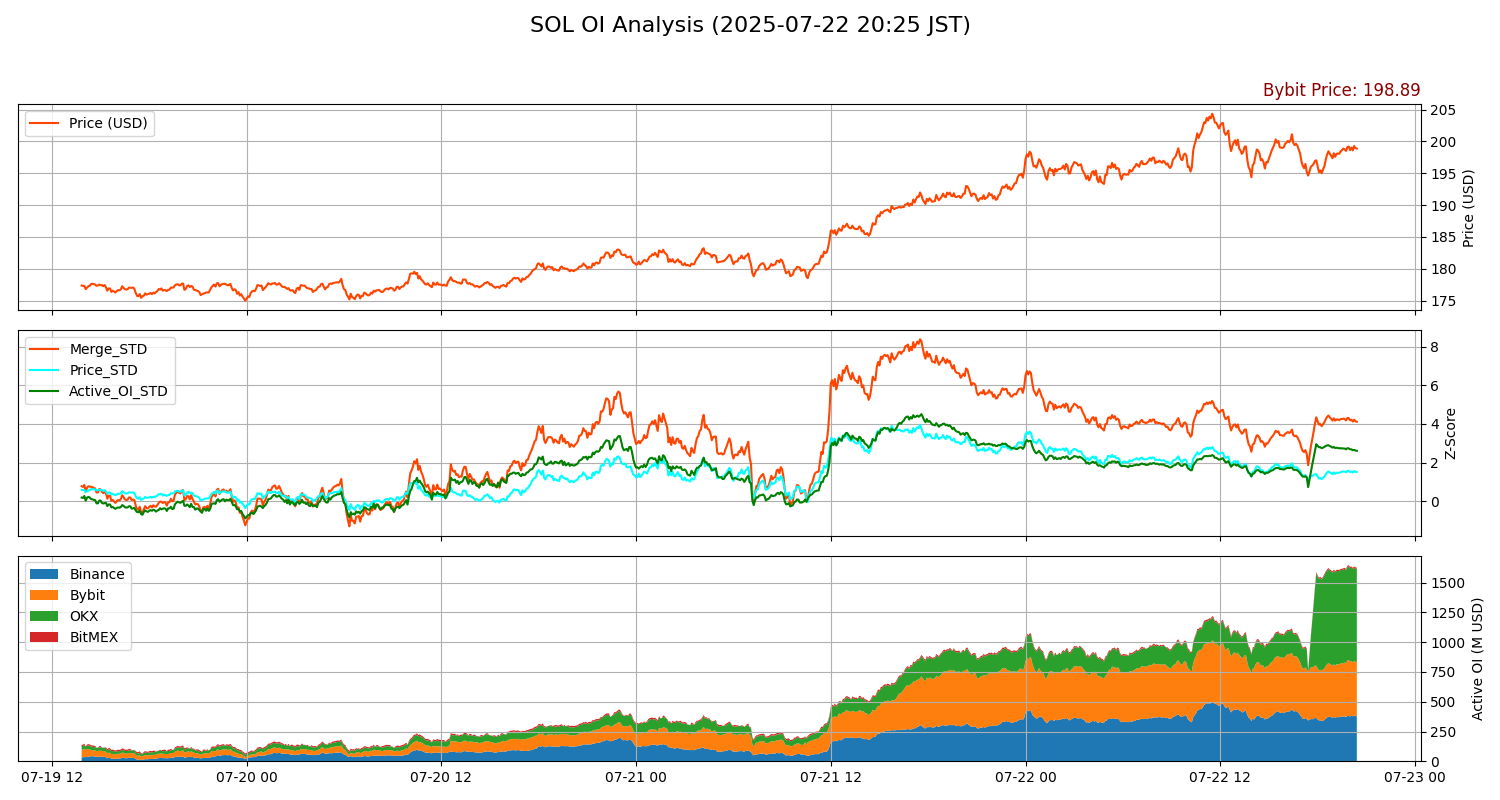 SOL OI Analysis (2025-07-22 20:25 JST)
Bybit Price: 198.89
Price (USD)
205
200
195
190
185
180
175
Price (USD)
Merge_STD
Price_STD
Active_OI_STD
8
6
4
2
0
Z-Score
Binance
Bybit
OKX
BitMEX
1500
1250
1000
750
500
250
0
Active OI (M USD)
07-19 12
07-20 00
07-20 12
07-21 00
07-21 12
07-22 00
07-22 12
07-23 00